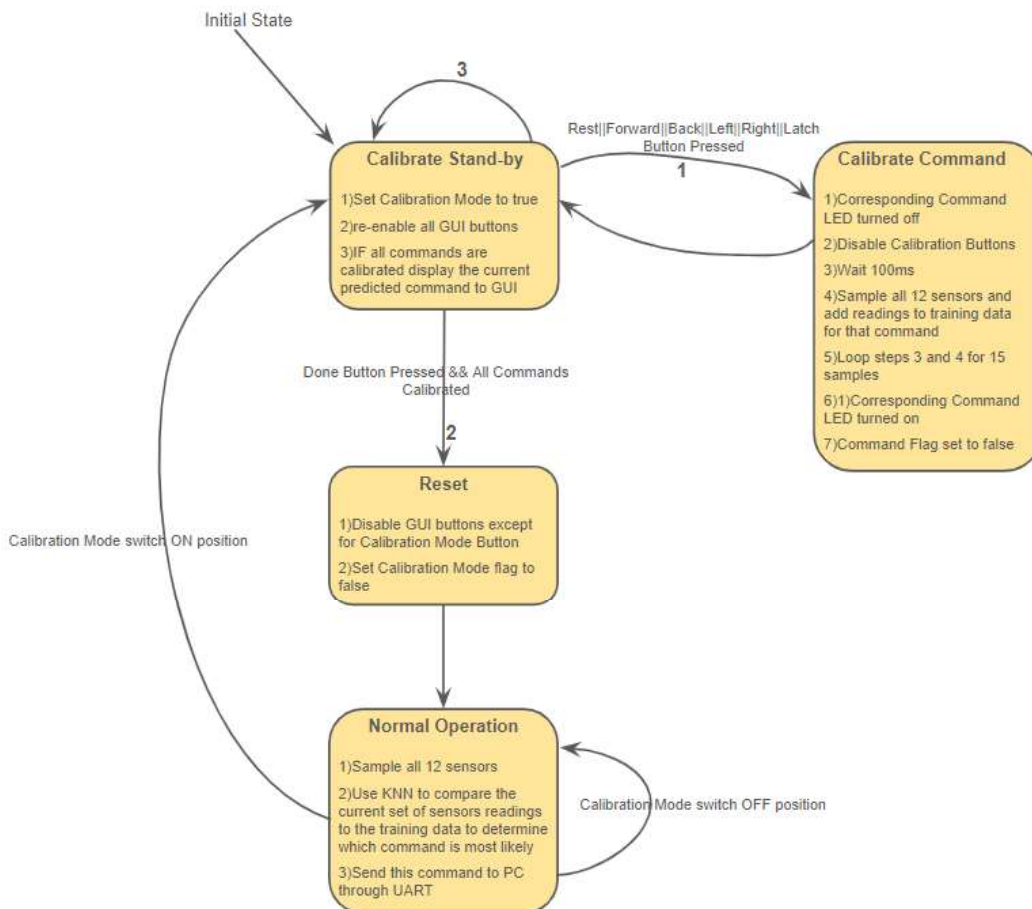 Initial State
3
Rest||Forward||Back||Left||Right||Latch
Button Pressed
1
Calibrate Stand-by
1)Set Calibration Mode to true
2)re-enable all GUI buttons
3)IF all commands are
calibrated display the current
predicted command to GUI
Calibrate Command
1)Corresponding Command
LED turned off
2)Disable Calibration Buttons
3)Wait 100ms
4)Sample all 12 sensors and
add readings to training data
for that command
5)Loop steps 3 and 4 for 15
samples
6)1)Corresponding Command
LED turned on
7)Command Flag set to false
Done Button Pressed && All Commands
Calibrated
2
Reset
1)Disable GUI buttons except
for Calibration Mode Button
2)Set Calibration Mode flag to
false
Calibration Mode switch ON position
Normal Operation
1)Sample all 12 sensors
2)Use KNN to compare the
current set of sensors readings
to the training data to determine
which command is most likely
3)Send this command to PC
through UART
Calibration Mode switch OFF position